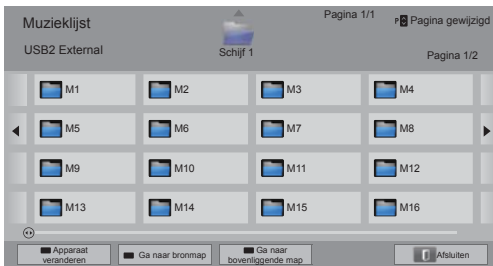 Muzieklijst
Pagina 1/1
P Pagina gewijzigd
USB2 External
Schijf 1
Pagina 1/2
M1 M2 M3 M4
M5 M6 M7 M8
M9 M10 M11 M12
M13 M14 M15 M16
Apparaat
veranderen
Ga naar bronmap
Ga naar
bovenliggende map
Afsluiten